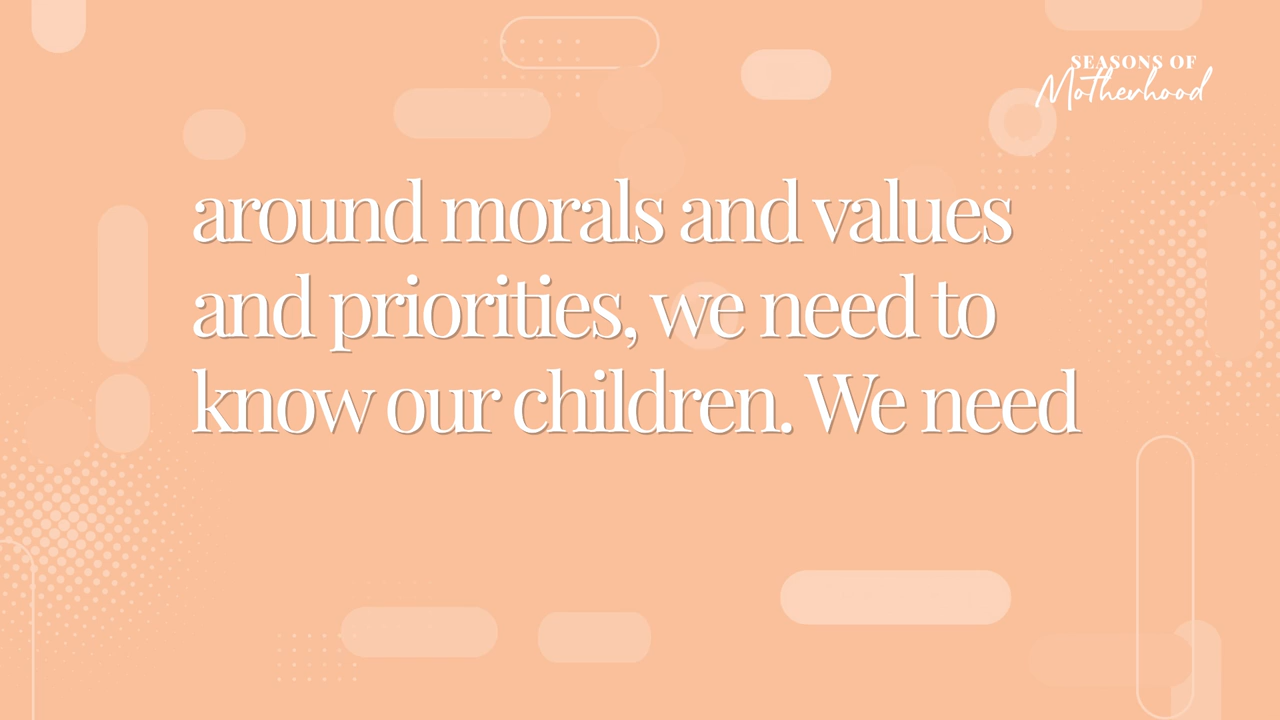 SEASONS OF
Motherhood
around morals and values
and priorities, we need to
know our children. We need